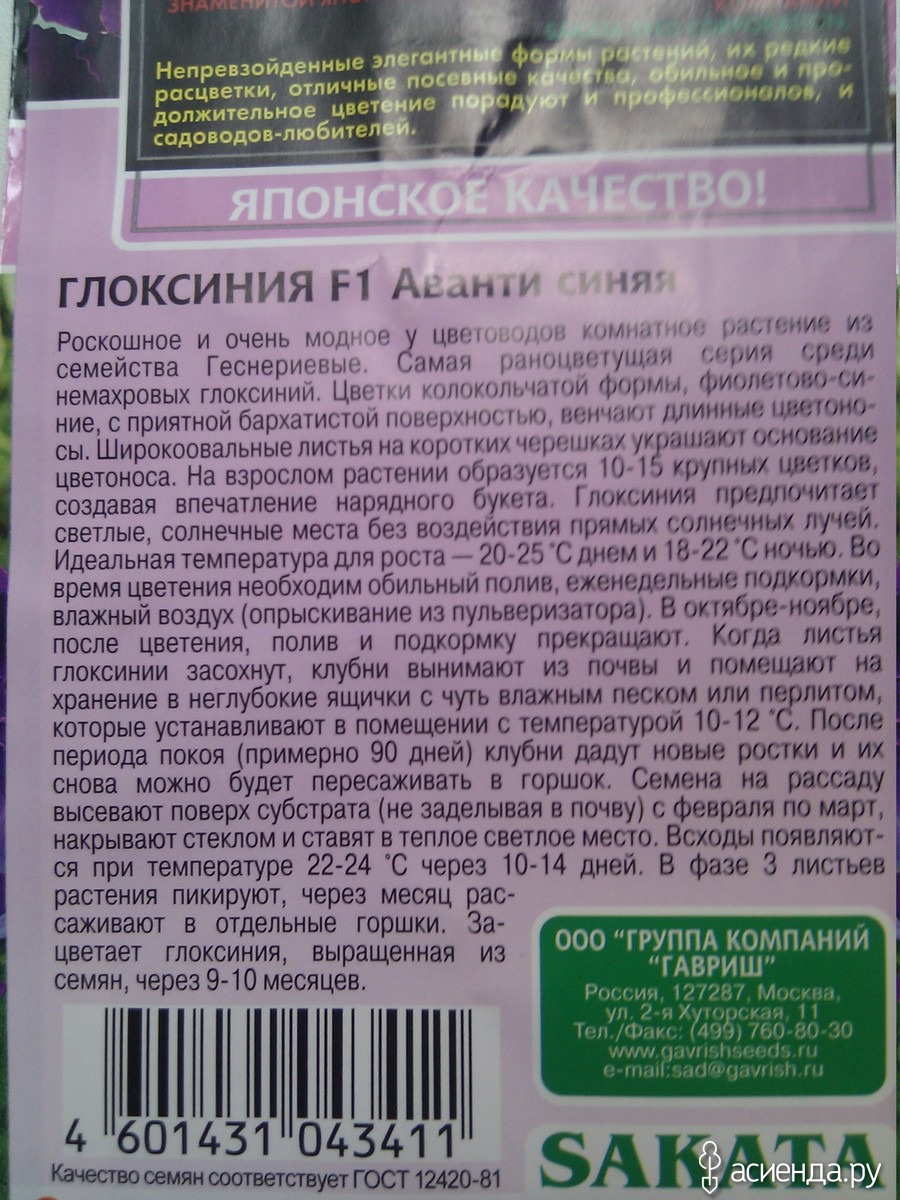 ЗНАМЕНИТОЙ ЯПОН
КОМПАНИИ
SAKATA SEED CORPORATION.
Непревзойденные элегантные формы растений, их редкие
расцветки, отличные посевные качества, обильное и про-
должительное цветение порадуют и профессионалов, и
садоводов-любителей.
ЯПОНСКОЕ КАЧЕСТВО!
ГЛОКСИНИЯ F1 Аванти синяя
Роскошное и очень модное у цветоводов комнатное растение из
семейства Геснериевые. Самая раноцветущая серия среди
немахровых глоксиний. Цветки колокольчатой формы, фиолетово-си-
ние, с приятной бархатистой поверхностью, венчают длинные цветоно-
сы. Широкоовальные листья на коротких черешках украшают основание
цветоноса. На взрослом растении образуется 10-15 крупных цветков,
создавая впечатление нарядного букета. Глоксиния предпочитает
светлые, солнечные места без воздействия прямых солнечных лучей.
Идеальная температура для роста — 20-25 °С днем и 18-22 °С ночью. Во
время цветения необходим обильный полив, еженедельные подкормки,
влажный воздух (опрыскивание из пульверизатора). В октябре-ноябре,
после цветения, полив и подкормку прекращают. Когда листья
глоксинии засохнут, клубни вынимают из почвы и помещают на
хранение в неглубокие ящички с чуть влажным песком или перлитом,
которые устанавливают в помещении с температурой 10-12 °С. После
периода покоя (примерно 90 дней) клубни дадут новые ростки и их
снова можно будет пересаживать в горшок. Семена на рассаду
высевают поверх субстрата (не заделывая в почву) с февраля по март,
накрывают стеклом и ставят в теплое светлое место. Всходы появляют-
ся при температуре 22-24 °С через 10-14 дней. В фазе 3 листьев
растения пикируют, через месяц рас-
саживают в отдельные горшки. За-
цветает глоксиния, выращенная из
семян, через 9-10 месяцев.
ООО "ГРУППА КОМПАНИЙ
"ГАВРИШ"
Россия, 127287, Москва,
ул. 2-я Хуторская, 11
Тел./Факс: (499) 760-80-30
www.gavrishseeds.ru
e-mail:sad@gavrish.ru
4 601431 043411
Качество семян соответствует ГОСТ 12420-81
SAKATA
асиенда.ру